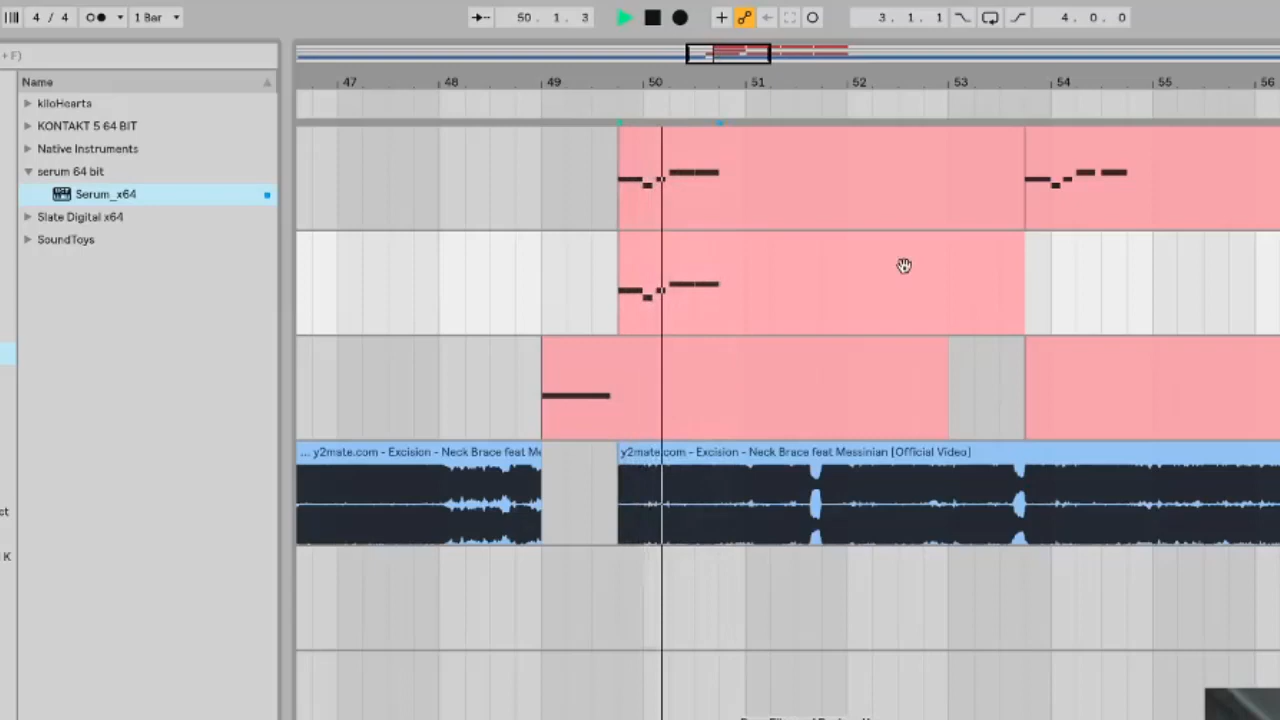 4 / 4 1 Bar 50 . 1 . 3 3 . 1 . 1 4 . 0 . 0
+ F)
Name
47 48 49 50 51 52 53 54 55 56
kiloHearts
KONTAKT 5 64 BIT
Native Instruments
serum 64 bit
Serum_x64
Slate Digital x64
SoundToys
... y2mate.com - Excision - Neck Brace feat Me
y2mate.com - Excision - Neck Brace feat Messinian [Official Video]
ct
K